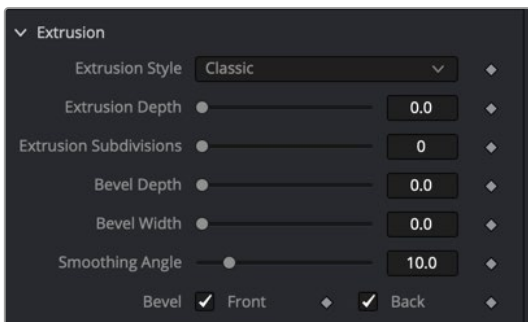 Extrusion
Extrusion Style Classic
Extrusion Depth 0.0
Extrusion Subdivisions 0
Bevel Depth 0.0
Bevel Width 0.0
Smoothing Angle 10.0
Bevel Front Back